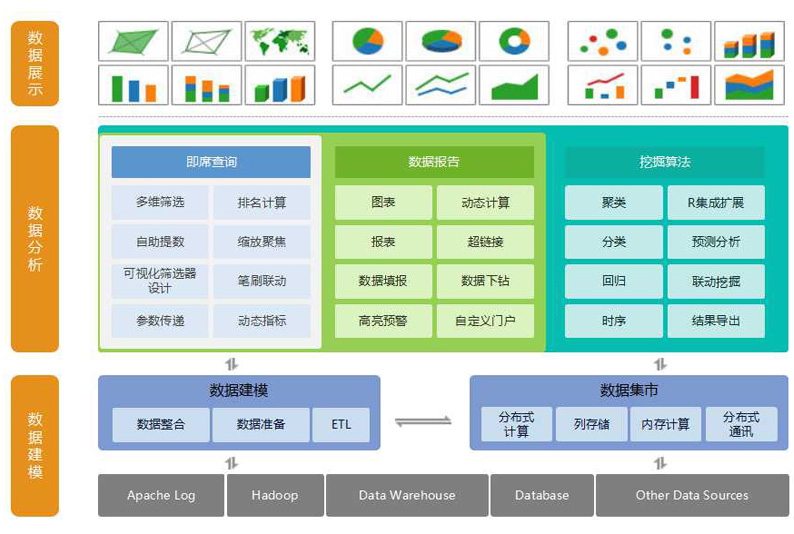 数据展示
数据分析
即席查询
数据报告
挖掘算法
多维筛选
排名计算
图表
动态计算
聚类
R集成扩展
自助提数
缩放聚焦
报表
超链接
分类
预测分析
可视化筛选器
设计
笔刷联动
数据填报
数据下钻
回归
联动挖掘
参数传递
动态指标
高亮预警
自定义门户
时序
结果导出
数据建模
数据建模
数据集市
数据整合
数据准备
ETL
分布式
计算
列存储
内存计算
分布式
通讯
Apache Log
Hadoop
Data Warehouse
Database
Other Data Sources